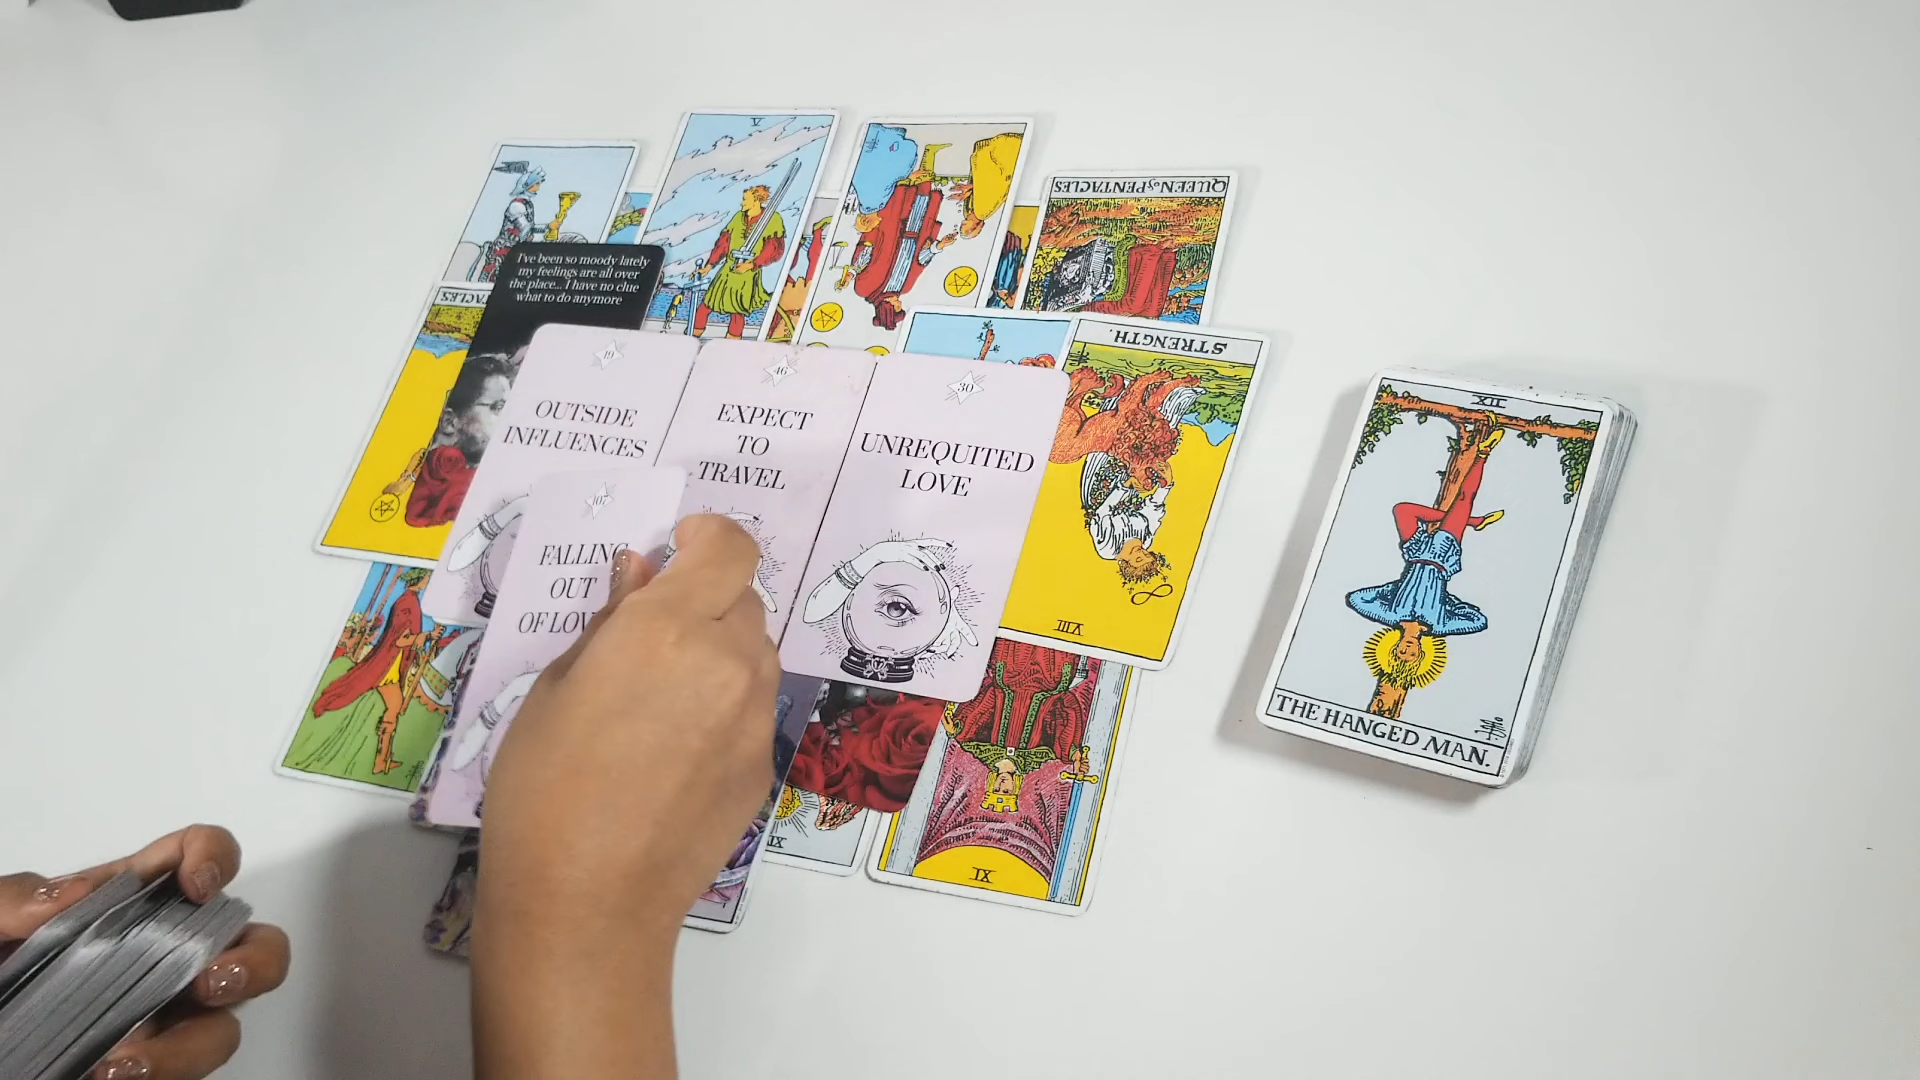 V
QUEEN of PENTACLES
I've been so moody lately
my feelings are all over
the place... I have no clue
what to do anymore
STRENGTH.
19
OUTSIDE
INFLUENCES
46
EXPECT
TO
TRAVEL
30
UNREQUITED
LOVE
VIII
107
FALLING
OUT
XI
XII
THE HANGED MAN.